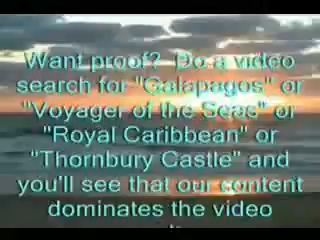 Want proof?  Do a video
search for "Galapagos" or
"Voyager of the Seas" or
"Royal Caribbean" or
"Thornbury Castle" and
you'll see that our content
dominates the video